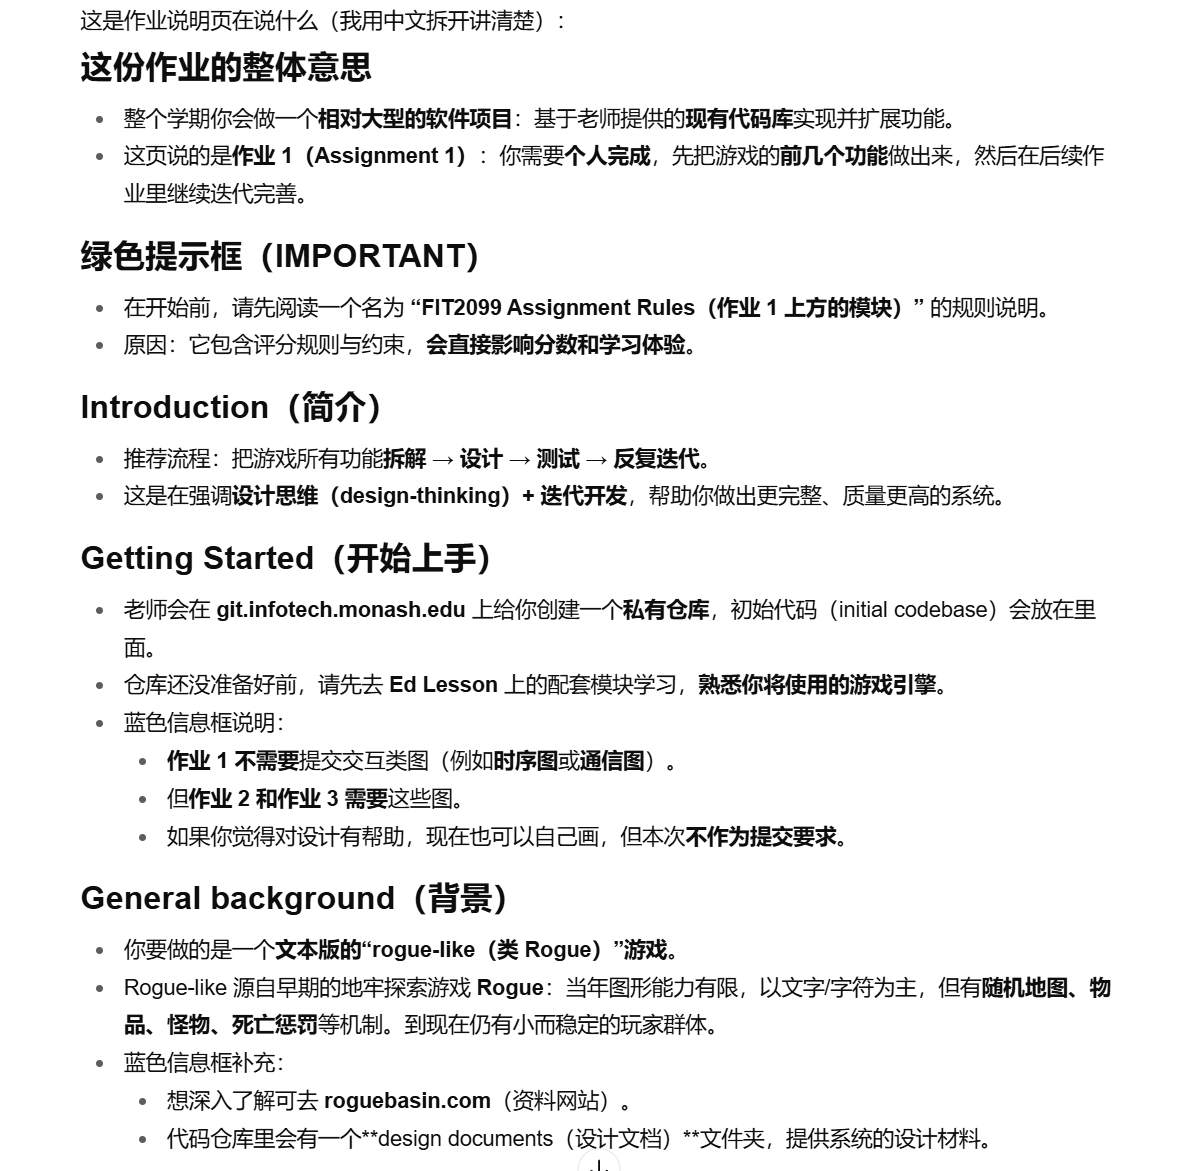 这是作业说明页在说什么（我用中文拆开讲清楚）：
这份作业的整体意思
• 整个学期你会做一个相对大型的软件项目：基于老师提供的现有代码库实现并扩展功能。
• 这页说的是作业 1（Assignment 1）：你需要个人完成，先把游戏的前几个功能做出来，然后在后续作
业里继续迭代完善。
绿色提示框（IMPORTANT）
• 在开始前，请先阅读一个名为 “FIT2099 Assignment Rules（作业 1 上方的模块）” 的规则说明。
• 原因：它包含评分规则与约束，会直接影响分数和学习体验。
Introduction（简介）
• 推荐流程：把游戏所有功能拆解 → 设计 → 测试 → 反复迭代。
• 这是在强调设计思维（design-thinking）+ 迭代开发，帮助你做出更完整、质量更高的系统。
Getting Started（开始上手）
• 老师会在 git.infotech.monash.edu 上给你创建一个私有仓库，初始代码（initial codebase）会放在里
面。
• 仓库还没准备好前，请先去 Ed Lesson 上的配套模块学习，熟悉你将使用的游戏引擎。
• 蓝色信息框说明：
• 作业 1 不需要提交交互类图（例如时序图或通信图）。
• 但作业 2 和作业 3 需要这些图。
• 如果你觉得对设计有帮助，现在也可以自己画，但本次不作为提交要求。
General background（背景）
• 你要做的是一个文本版的“rogue-like（类 Rogue）”游戏。
• Rogue-like 源自早期的地牢探索游戏 Rogue：当年图形能力有限，以文字/字符为主，但有随机地图、物
品、怪物、死亡惩罚等机制。到现在仍有小而稳定的玩家群体。
• 蓝色信息框补充：
• 想深入了解可去 roguebasin.com（资料网站）。
• 代码仓库里会有一个**design documents（设计文档）**文件夹，提供系统的设计材料。